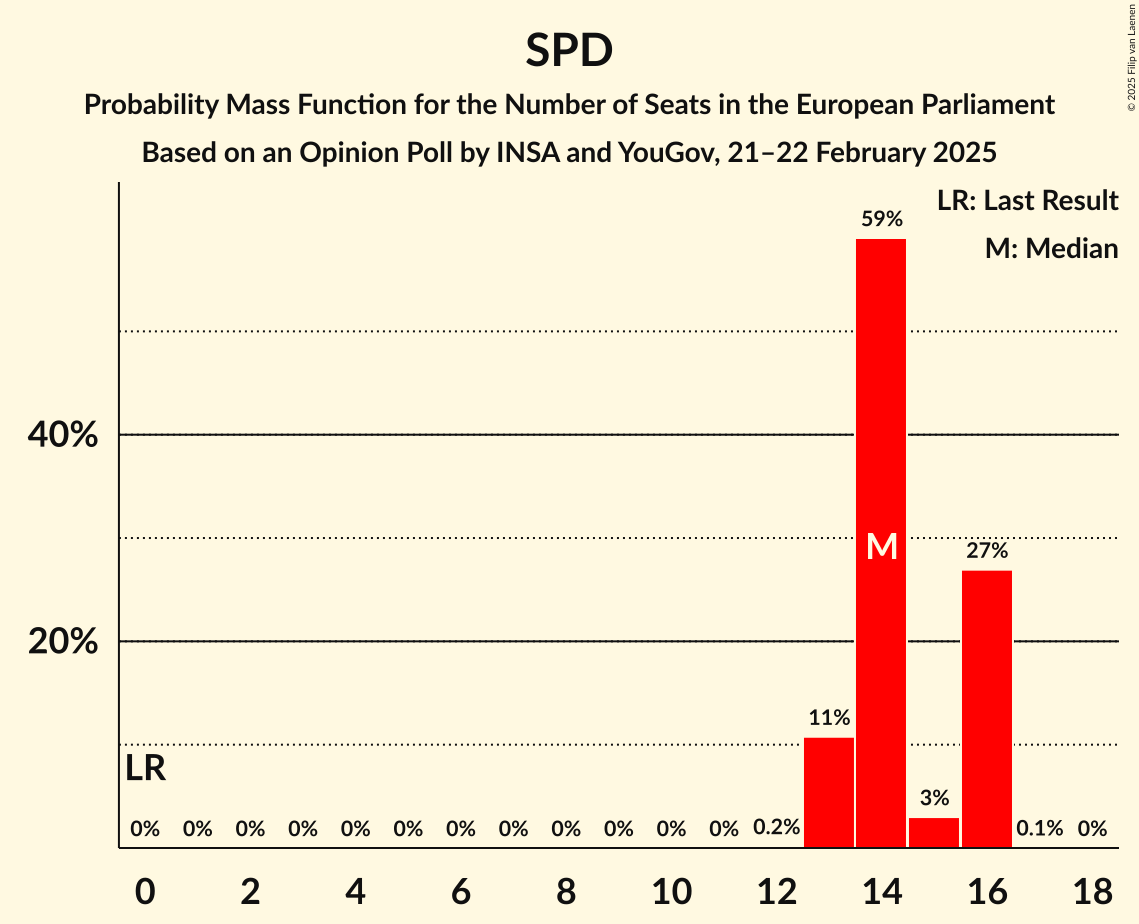 SPD
Probability Mass Function for the Number of Seats in the European Parliament
Based on an Opinion Poll by INSA and YouGov, 21–22 February 2025
© 2025 Filip van Laenen
LR: Last Result
M: Median
59%
40%
M
27%
20%
11%
LR
3%
0% 0% 0% 0% 0% 0% 0% 0% 0% 0% 0% 0% 0.2% 0.1% 0%
0 2 4 6 8 10 12 14 16 18